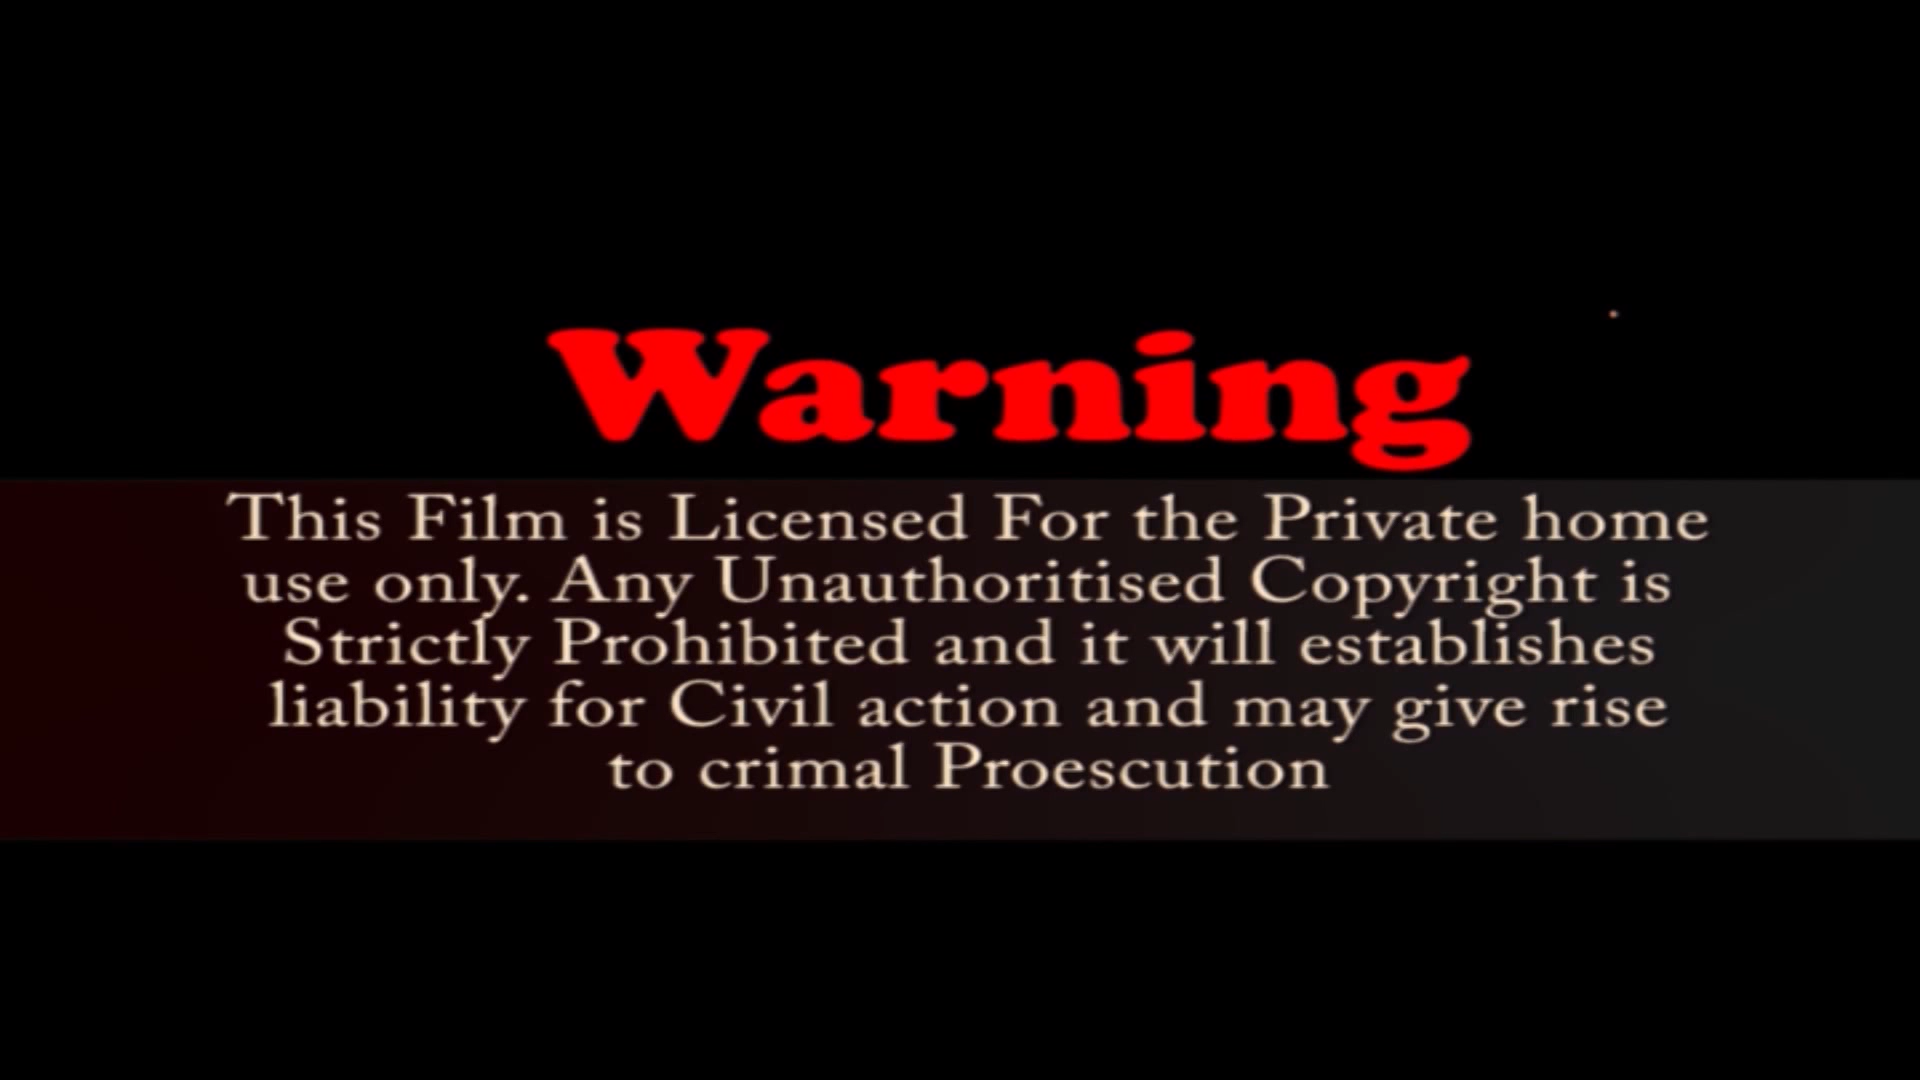 Warning
This Film is Licensed For the Private home
use only. Any Unauthoritised Copyright is
Strictly Prohibited and it will establishes
liability for Civil action and may give rise
to crimal Proescution